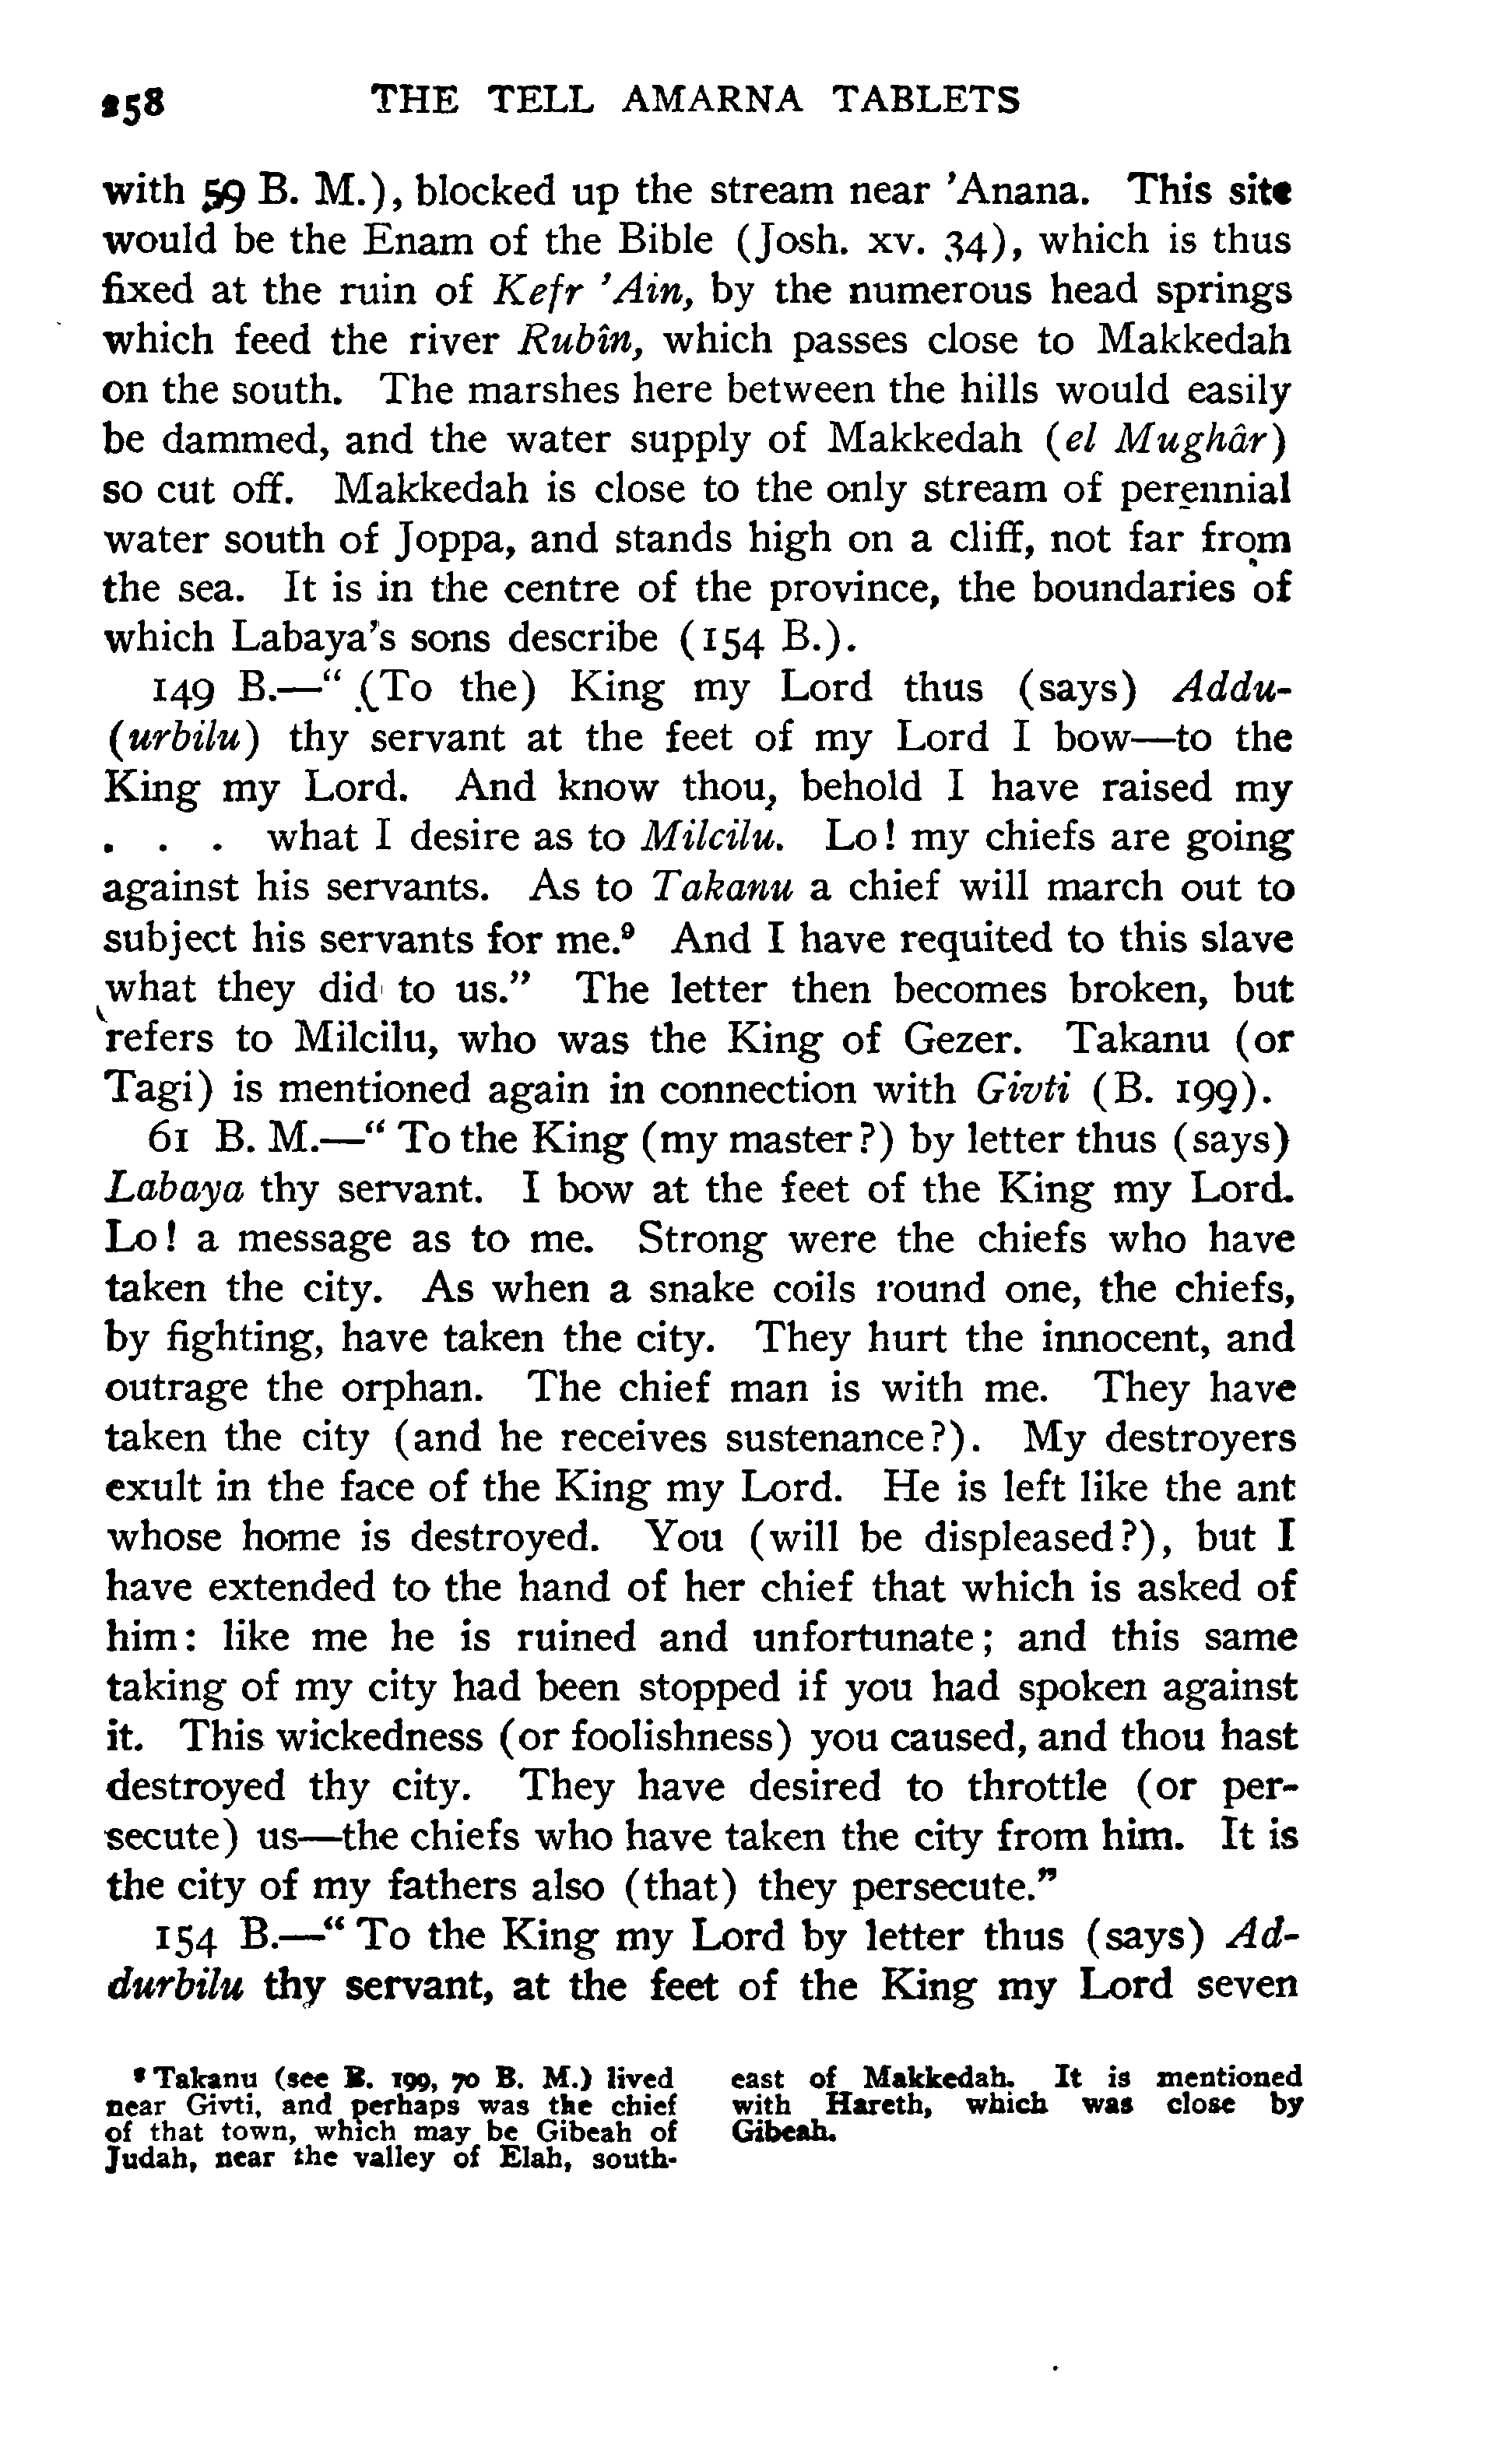 258 THE TELL AMARNA TABLETS
with 59 B. M.), blocked up the stream near 'Anana. This site
would be the Enam of the Bible (Josh. xv. 34), which is thus
fixed at the ruin of Kefr 'Ain, by the numerous head springs
which feed the river Rubîn, which passes close to Makkedah
on the south. The marshes here between the hills would easily
be dammed, and the water supply of Makkedah (el Mughâr)
so cut off. Makkedah is close to the only stream of perennial
water south of Joppa, and stands high on a cliff, not far from
the sea. It is in the centre of the province, the boundaries of
which Labaya's sons describe (154 B.).
149 B.—“ (To the) King my Lord thus (says) Addu-
(urbilu) thy servant at the feet of my Lord I bow—to the
King my Lord. And know thou, behold I have raised my
. . . what I desire as to Milcilu. Lo! my chiefs are going
against his servants. As to Takanu a chief will march out to
subject his servants for me.⁹ And I have requited to this slave
what they did to us.” The letter then becomes broken, but
refers to Milcilu, who was the King of Gezer. Takanu (or
Tagi) is mentioned again in connection with Givti (B. 199).
61 B. M.—“ To the King (my master?) by letter thus (says)
Labaya thy servant. I bow at the feet of the King my Lord.
Lo! a message as to me. Strong were the chiefs who have
taken the city. As when a snake coils round one, the chiefs,
by fighting, have taken the city. They hurt the innocent, and
outrage the orphan. The chief man is with me. They have
taken the city (and he receives sustenance?). My destroyers
exult in the face of the King my Lord. He is left like the ant
whose home is destroyed. You (will be displeased?), but I
have extended to the hand of her chief that which is asked of
him: like me he is ruined and unfortunate; and this same
taking of my city had been stopped if you had spoken against
it. This wickedness (or foolishness) you caused, and thou hast
destroyed thy city. They have desired to throttle (or per-
secute) us—the chiefs who have taken the city from him. It is
the city of my fathers also (that) they persecute.”
154 B.—“ To the King my Lord by letter thus (says) Ad-
durbilu thy servant, at the feet of the King my Lord seven
⁹ Takanu (see B. 199, 70 B. M.) lived
near Givti, and perhaps was the chief
of that town, which may be Gibeah of
Judah, near the valley of Elah, south-
east of Makkedah. It is mentioned
with Hareth, which was close by
Gibeah.